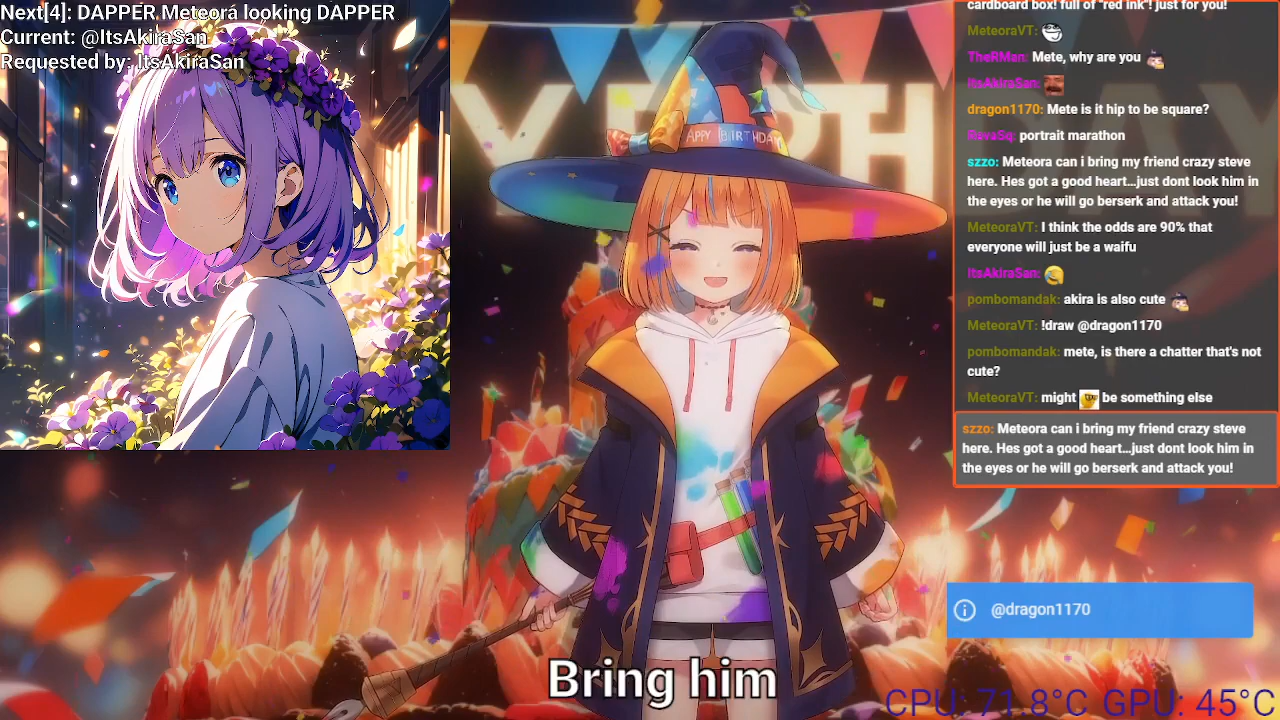 Next[4]: DAPPER Meteora looking DAPPER
Current: @ItsAkiraSan
Requested by: ItsAkiraSan
Y
RTH
APPY BIRTHDAY
cardboard box! full of "red ink"! just for you!
MeteoraVT:
TheRMan: Mete, why are you
ItsAkiraSan:
dragon1170: Mete is it hip to be square?
portrait marathon
szzo: Meteora can i bring my friend crazy steve
here. Hes got a good heart...just dont look him in
the eyes or he will go berserk and attack you!
MeteoraVT: I think the odds are 90% that
everyone will just be a waifu
ItsAkiraSan:
pombomandak: akira is also cute
MeteoraVT: !draw @dragon1170
pombomandak: mete, is there a chatter that's not
cute?
MeteoraVT: might be something else
szzo: Meteora can i bring my friend crazy steve
here. Hes got a good heart...just dont look him in
the eyes or he will go berserk and attack you!
@dragon1170
Bring him
CPU: 71.8°C GPU: 45°C